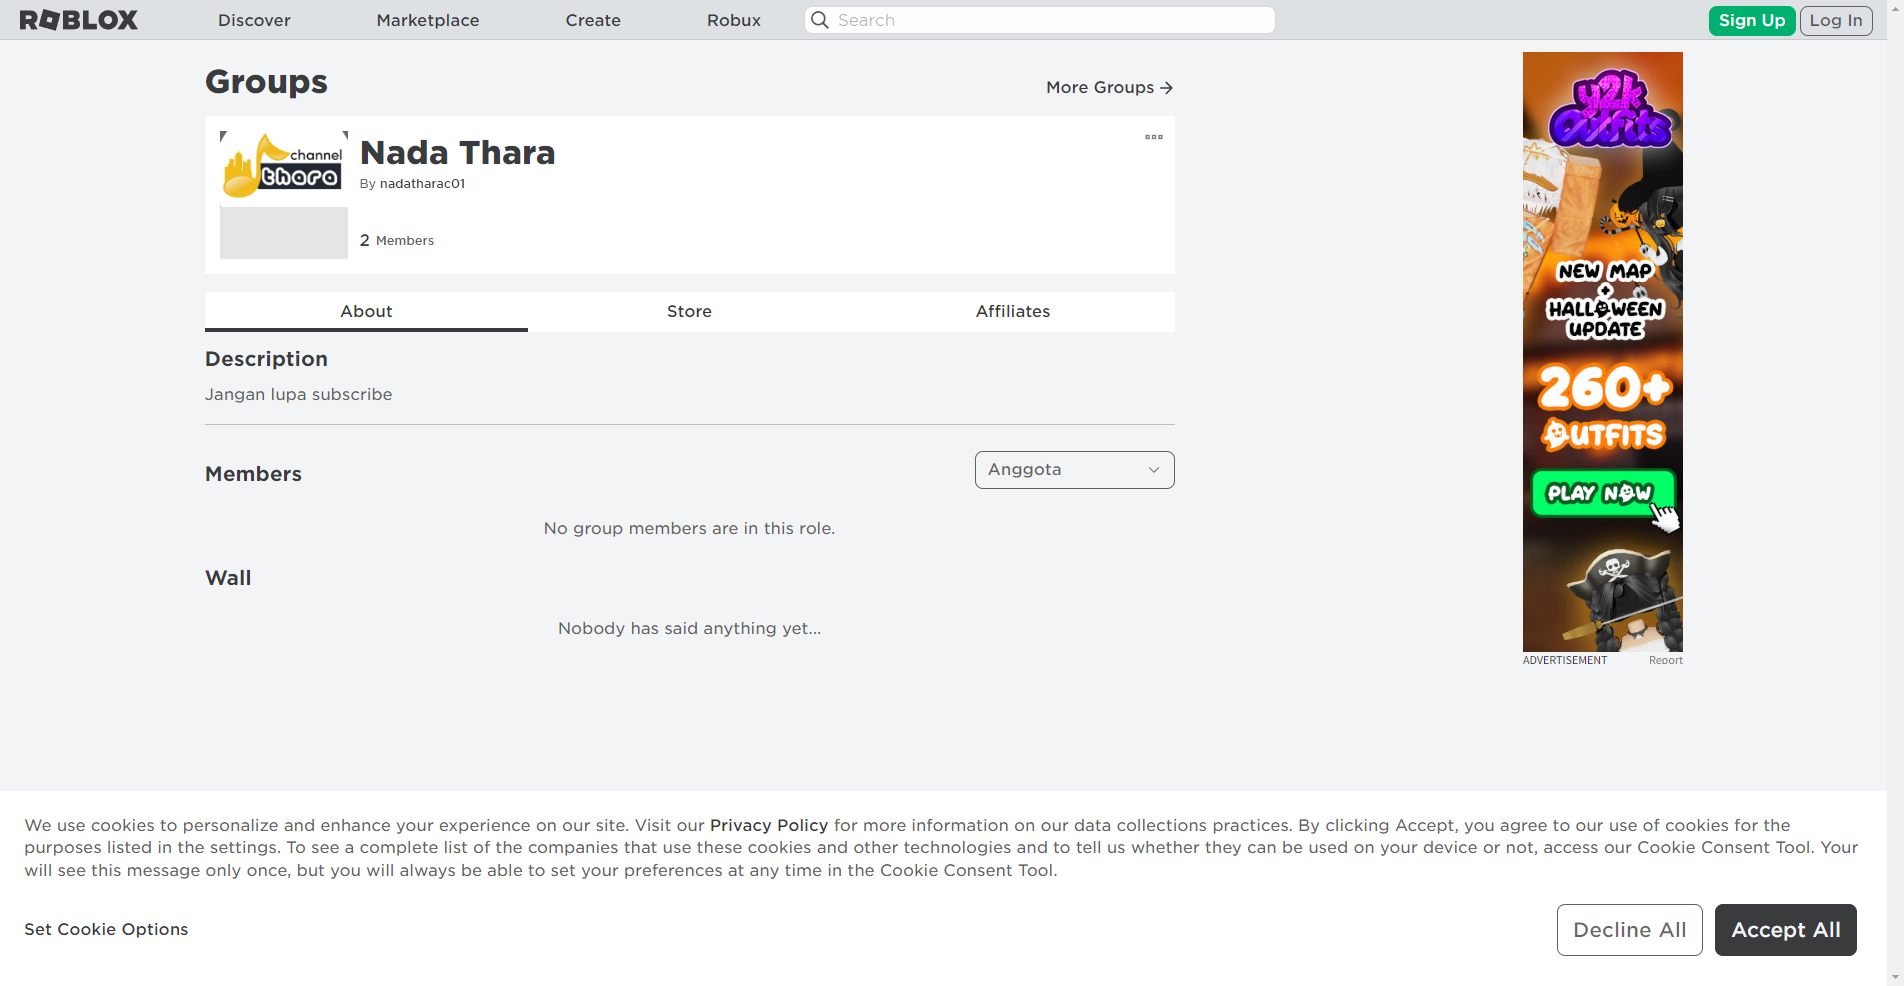 ROBLOX
Discover
Marketplace
Create
Robux
Search
Sign Up
Log In
Groups
More Groups
channel
thara
Nada Thara
By nadatharac01
2 Members
About
Store
Affiliates
Description
Jangan lupa subscribe
Members
Anggota
No group members are in this role.
Wall
Nobody has said anything yet...
y2k
Outfits
NEW MAP
+
HALLOWEEN
UPDATE
260+
OUTFITS
PLAY NOW
ADVERTISEMENT
Report
We use cookies to personalize and enhance your experience on our site. Visit our Privacy Policy for more information on our data collections practices. By clicking Accept, you agree to our use of cookies for the
purposes listed in the settings. To see a complete list of the companies that use these cookies and other technologies and to tell us whether they can be used on your device or not, access our Cookie Consent Tool. Your
will see this message only once, but you will always be able to set your preferences at any time in the Cookie Consent Tool.
Set Cookie Options
Decline All
Accept All